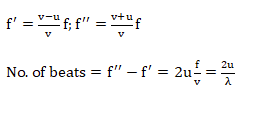 f′ = v−u/v f; f″ = v+u/v f
No. of beats = f″ − f′ = 2u f/v = 2u/λ